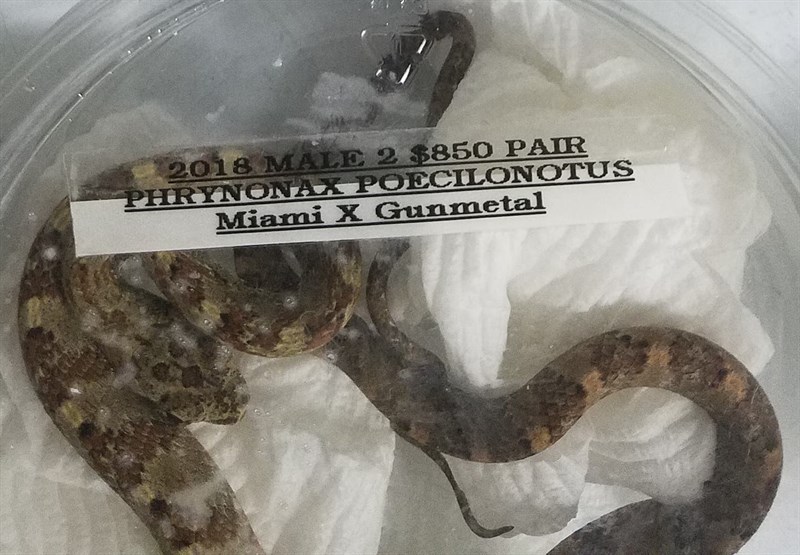 2018 MALE 2 $850 PAIR
PHRYNONAX POECILONOTUS
Miami X Gunmetal